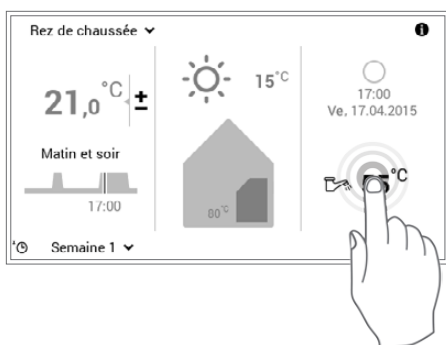 Rez de chaussée
21,0 °C ±
15 °C
17:00
Ve, 17.04.2015
Matin et soir
17:00
80 °C
°C
Semaine 1